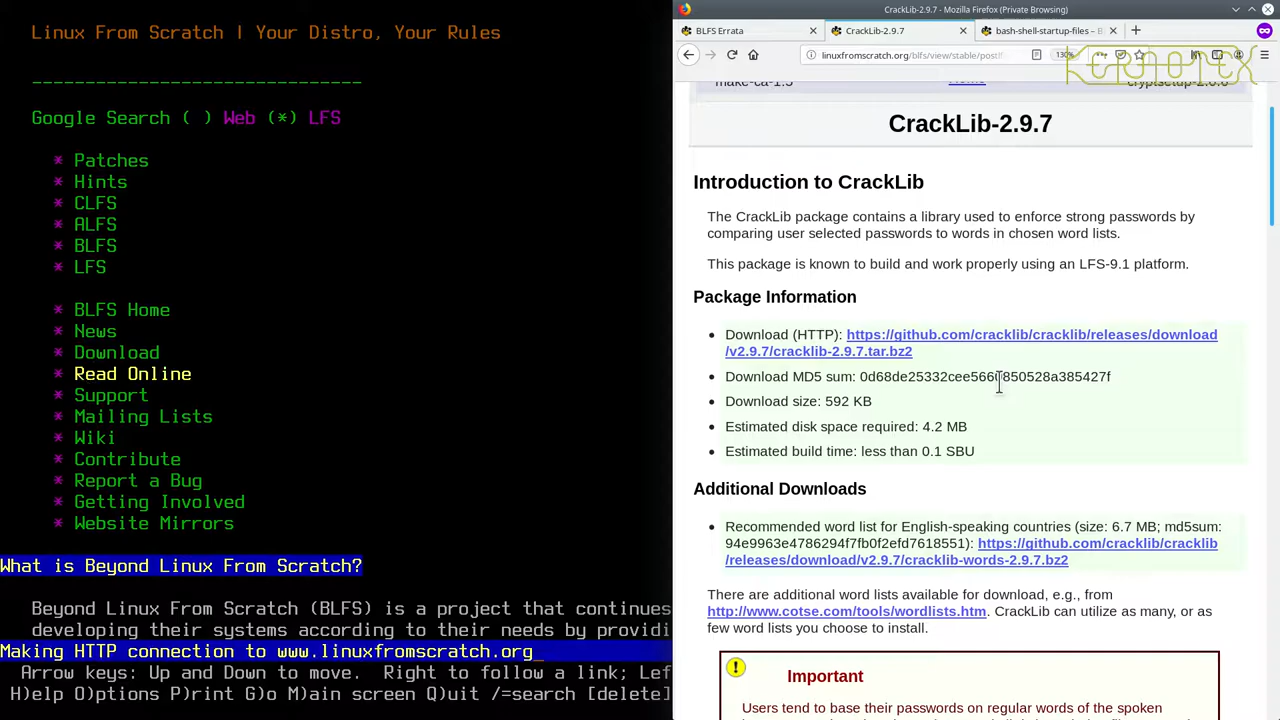 Linux From Scratch | Your Distro, Your Rules
-------------------------------
Google Search ( ) Web (*) LFS
* Patches
* Hints
* CLFS
* ALFS
* BLFS
* LFS
* BLFS Home
* News
* Download
* Read Online
* Support
* Mailing Lists
* Wiki
* Contribute
* Report a Bug
* Getting Involved
* Website Mirrors
What is Beyond Linux From Scratch?
Beyond Linux From Scratch (BLFS) is a project that continues
developing their systems according to their needs by providi
Making HTTP connection to www.linuxfromscratch.org_
Arrow keys: Up and Down to move.  Right to follow a link; Lef
H)elp O)ptions P)rint G)o M)ain screen Q)uit /=search [delete]
CrackLib-2.9.7 - Mozilla Firefox (Private Browsing)
BLFS Errata
CrackLib-2.9.7
bash-shell-startup-files – B
linuxfromscratch.org/blfs/view/stable/postlf
130%
KERNOTEX
make-ca-1.5
Home
cryptsetup-2.0.6
CrackLib-2.9.7
Introduction to CrackLib
The CrackLib package contains a library used to enforce strong passwords by
comparing user selected passwords to words in chosen word lists.
This package is known to build and work properly using an LFS-9.1 platform.
Package Information
• Download (HTTP): https://github.com/cracklib/cracklib/releases/download
/v2.9.7/cracklib-2.9.7.tar.bz2
• Download MD5 sum: 0d68de25332cee5660850528a385427f
• Download size: 592 KB
• Estimated disk space required: 4.2 MB
• Estimated build time: less than 0.1 SBU
Additional Downloads
• Recommended word list for English-speaking countries (size: 6.7 MB; md5sum:
94e9963e4786294f7fb0f2efd7618551): https://github.com/cracklib/cracklib
/releases/download/v2.9.7/cracklib-words-2.9.7.bz2
There are additional word lists available for download, e.g., from
http://www.cotse.com/tools/wordlists.htm. CrackLib can utilize as many, or as
few word lists you choose to install.
Important
Users tend to base their passwords on regular words of the spoken